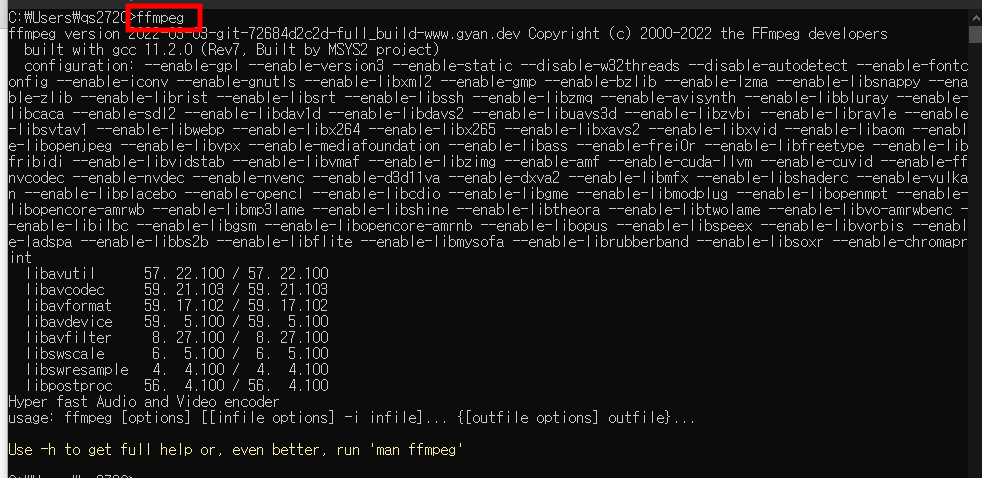 C:\Users\qs2720>ffmpeg
ffmpeg version 2022-03-03-git-72684d2c2d-full_build-www.gyan.dev Copyright (c) 2000-2022 the FFmpeg developers
built with gcc 11.2.0 (Rev7, Built by MSYS2 project)
configuration: --enable-gpl --enable-version3 --enable-static --disable-w32threads --disable-autodetect --enable-fontc
onfig --enable-iconv --enable-gnutls --enable-libxml2 --enable-gmp --enable-bzlib --enable-lzma --enable-libsnappy --ena
ble-zlib --enable-librist --enable-libsrt --enable-libssh --enable-libzmq --enable-avisynth --enable-libbluray --enable-
libcaca --enable-sdl2 --enable-libdav1d --enable-libdavs2 --enable-libuavs3d --enable-libzvbi --enable-librav1e --enable
-libsvtav1 --enable-libwebp --enable-libx264 --enable-libx265 --enable-libxavs2 --enable-libxvid --enable-libaom --enabl
e-libopenjpeg --enable-libvpx --enable-mediafoundation --enable-libass --enable-frei0r --enable-libfreetype --enable-lib
fribidi --enable-libvidstab --enable-libvmaf --enable-libzimg --enable-amf --enable-cuda-llvm --enable-cuvid --enable-ff
nvcodec --enable-nvdec --enable-nvenc --enable-d3d11va --enable-dxva2 --enable-libmfx --enable-libshaderc --enable-vulka
n --enable-libplacebo --enable-opencl --enable-libcdio --enable-libgme --enable-libmodplug --enable-libopenmpt --enable-
libopencore-amrwb --enable-libmp3lame --enable-libshine --enable-libtheora --enable-libtwolame --enable-libvo-amrwbenc -
-enable-libilbc --enable-libgsm --enable-libopencore-amrnb --enable-libopus --enable-libspeex --enable-libvorbis --enabl
e-ladspa --enable-libbs2b --enable-libflite --enable-libmysofa --enable-librubberband --enable-libsoxr --enable-chromapr
int
libavutil 57. 22.100 / 57. 22.100
libavcodec 59. 21.103 / 59. 21.103
libavformat 59. 17.102 / 59. 17.102
libavdevice 59. 5.100 / 59. 5.100
libavfilter 8. 27.100 / 8. 27.100
libswscale 6. 5.100 / 6. 5.100
libswresample 4. 4.100 / 4. 4.100
libpostproc 56. 4.100 / 56. 4.100
Hyper fast Audio and Video encoder
usage: ffmpeg [options] [[infile options] -i infile]... {[outfile options] outfile}...
Use -h to get full help or, even better, run 'man ffmpeg'